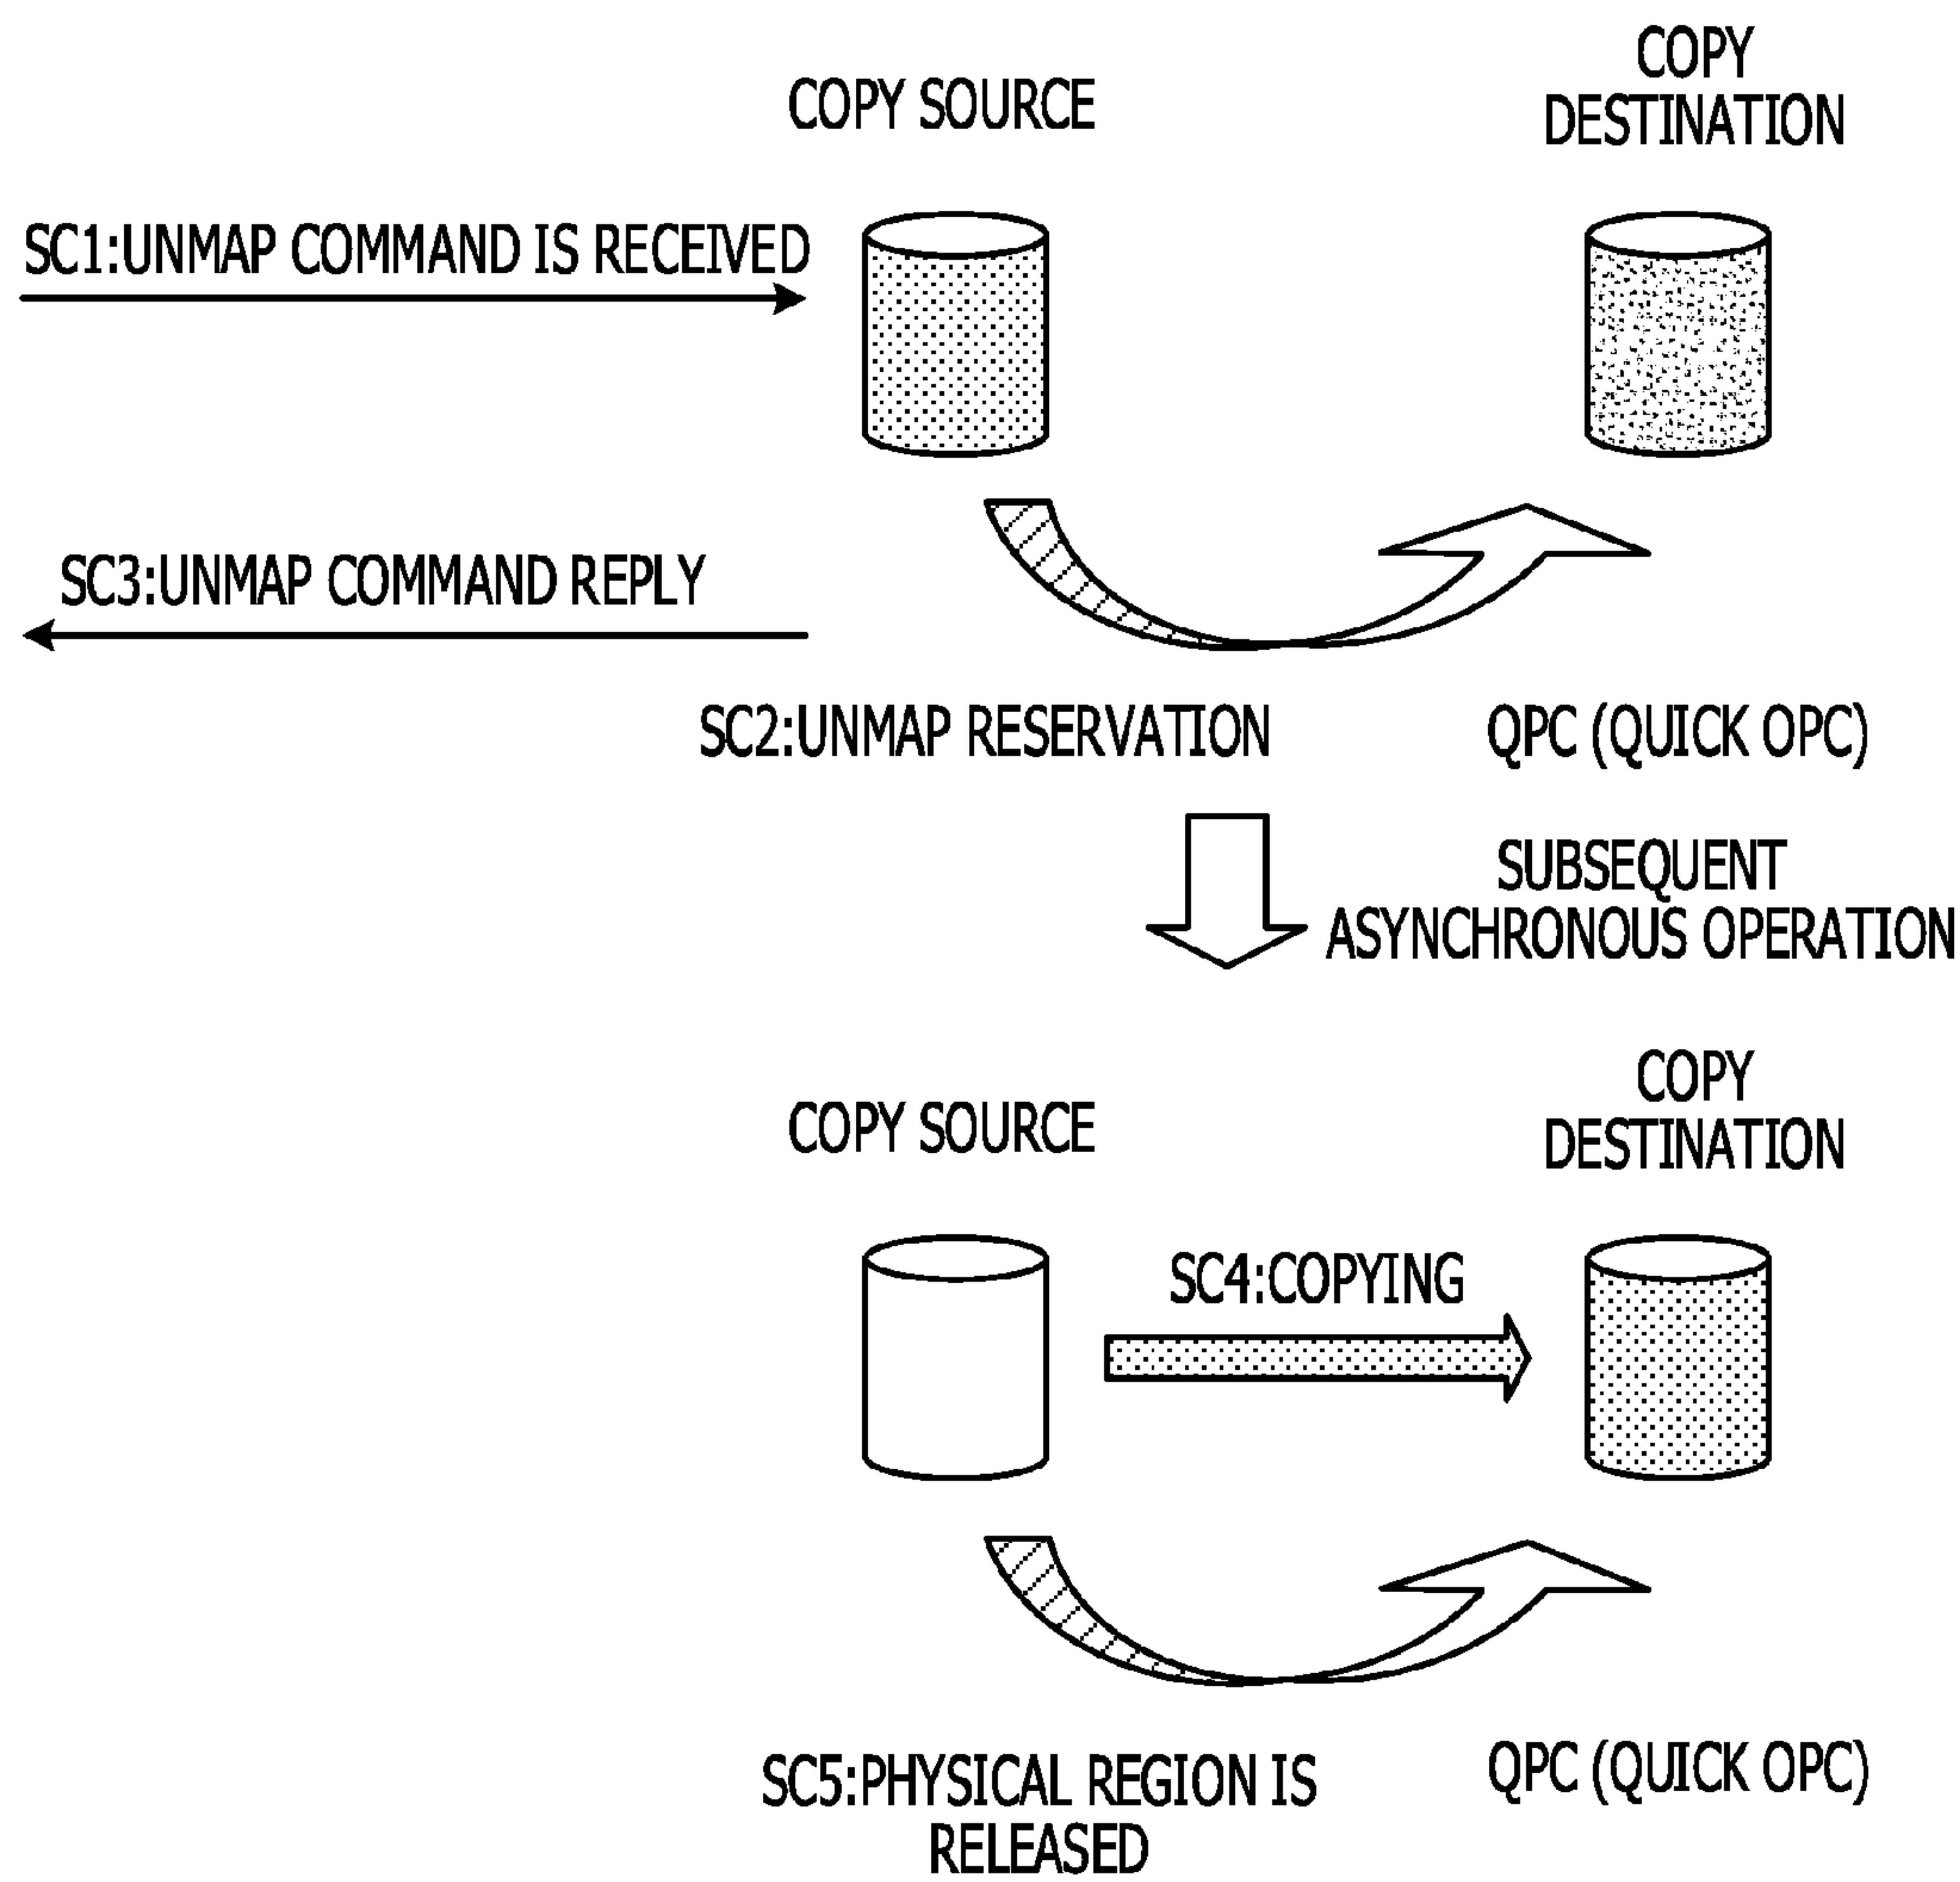 COPY SOURCE
COPY
DESTINATION
SC1:UNMAP COMMAND IS RECEIVED
SC3:UNMAP COMMAND REPLY
SC2:UNMAP RESERVATION
QPC (QUICK OPC)
SUBSEQUENT
ASYNCHRONOUS OPERATION
COPY SOURCE
COPY
DESTINATION
SC4:COPYING
SC5:PHYSICAL REGION IS
RELEASED
QPC (QUICK OPC)